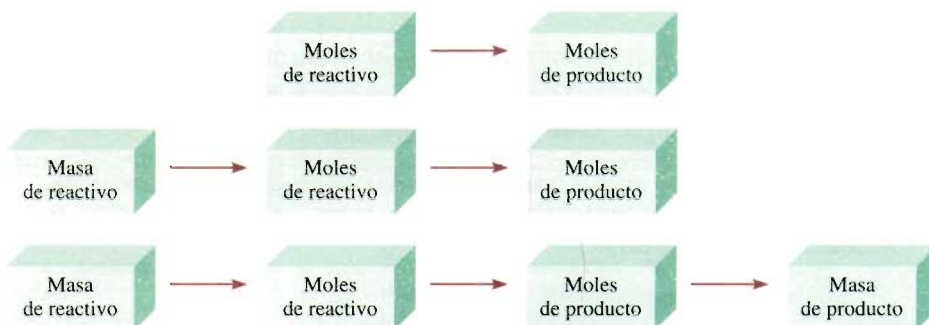 Moles
de reactivo
Moles
de producto
Masa
de reactivo
Moles
de reactivo
Moles
de producto
Masa
de reactivo
Moles
de reactivo
Moles
de producto
Masa
de producto